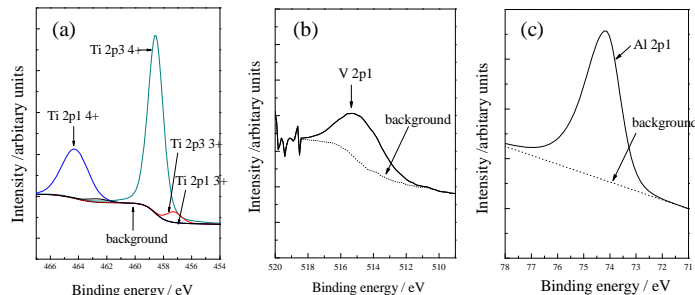 (a)
Ti 2p3 4+
Ti 2p1 4+
Ti 2p3 3+
Ti 2p1 3+
background
Intensity /arbitary units
466 464 462 460 458 456 454
Binding energy / eV
(b)
V 2p1
background
Intensity /arbitary units
520 518 516 514 512 510
Binding energy/ eV
(c)
Al 2p1
background
Intensity /arbitary units
78 77 76 75 74 73 72 71
Binding energy / eV